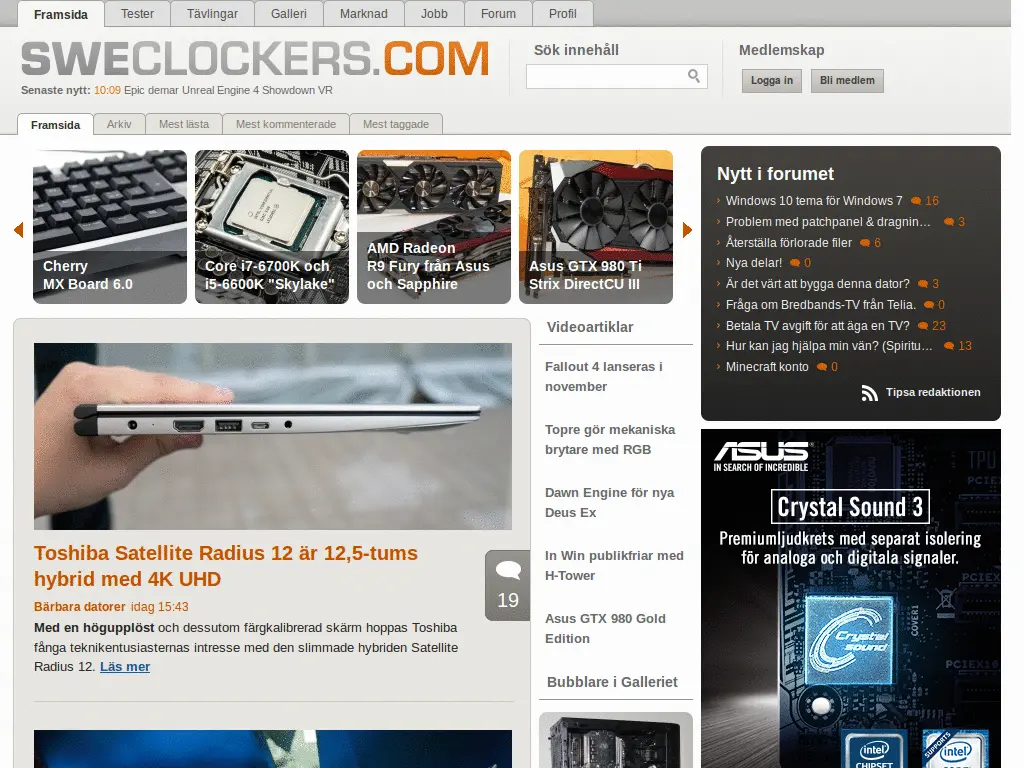 Framsida Tester Tävlingar Galleri Marknad Jobb Forum Profil
SWECLOCKERS.COM
Senaste nytt: 10:09 Epic demar Unreal Engine 4 Showdown VR
Sök innehåll
Medlemskap
Logga in Bli medlem
Framsida Arkiv Mest lästa Mest kommenterade Mest taggade
Cherry
MX Board 6.0
Core i7-6700K och
i5-6600K "Skylake"
AMD Radeon
R9 Fury från Asus
och Sapphire
Asus GTX 980 Ti
Strix DirectCU III
Toshiba Satellite Radius 12 är 12,5-tums
hybrid med 4K UHD
Bärbara datorer idag 15:43
19
Med en högupplöst och dessutom färgkalibrerad skärm hoppas Toshiba
fånga teknikentusiasternas intresse med den slimmade hybriden Satellite
Radius 12. Läs mer
Videoartiklar
Fallout 4 lanseras i
november
Topre gör mekaniska
brytare med RGB
Dawn Engine för nya
Deus Ex
In Win publikfriar med
H-Tower
Asus GTX 980 Gold
Edition
Bubblare i Galleriet
Nytt i forumet
› Windows 10 tema för Windows 7 16
› Problem med patchpanel & dragnin… 3
› Återställa förlorade filer 6
› Nya delar! 0
› Är det värt att bygga denna dator? 3
› Fråga om Bredbands-TV från Telia. 0
› Betala TV avgift för att äga en TV? 23
› Hur kan jag hjälpa min vän? (Spiritu… 13
› Minecraft konto 0
Tipsa redaktionen
ASUS
IN SEARCH OF INCREDIBLE
Crystal Sound 3
Premiumljudkrets med separat isolering
för analoga och digitala signaler.
TPU
PCIEX
COVER1
Crystal
sound
PCIEX16
intel
CHIPSET
SUPPORTS
intel